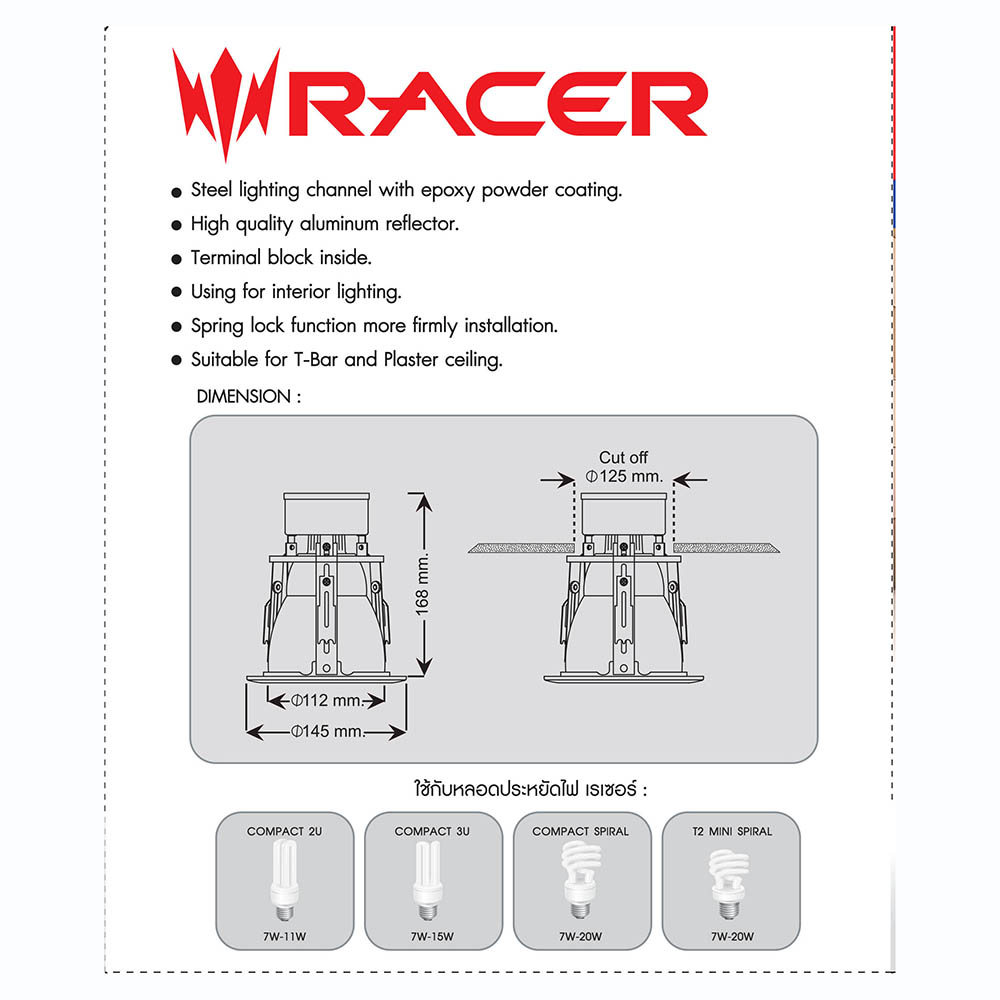 RACER
● Steel lighting channel with epoxy powder coating.
● High quality aluminum reflector.
● Terminal block inside.
● Using for interior lighting.
● Spring lock function more firmly installation.
● Suitable for T-Bar and Plaster ceiling.
DIMENSION :
Cut off
Φ125 mm.
168 mm.
Φ112 mm.
Φ145 mm.
ใช้กับหลอดประหยัดไฟ เรเซอร์ :
COMPACT 2U
7W-11W
COMPACT 3U
7W-15W
COMPACT SPIRAL
7W-20W
T2 MINI SPIRAL
7W-20W